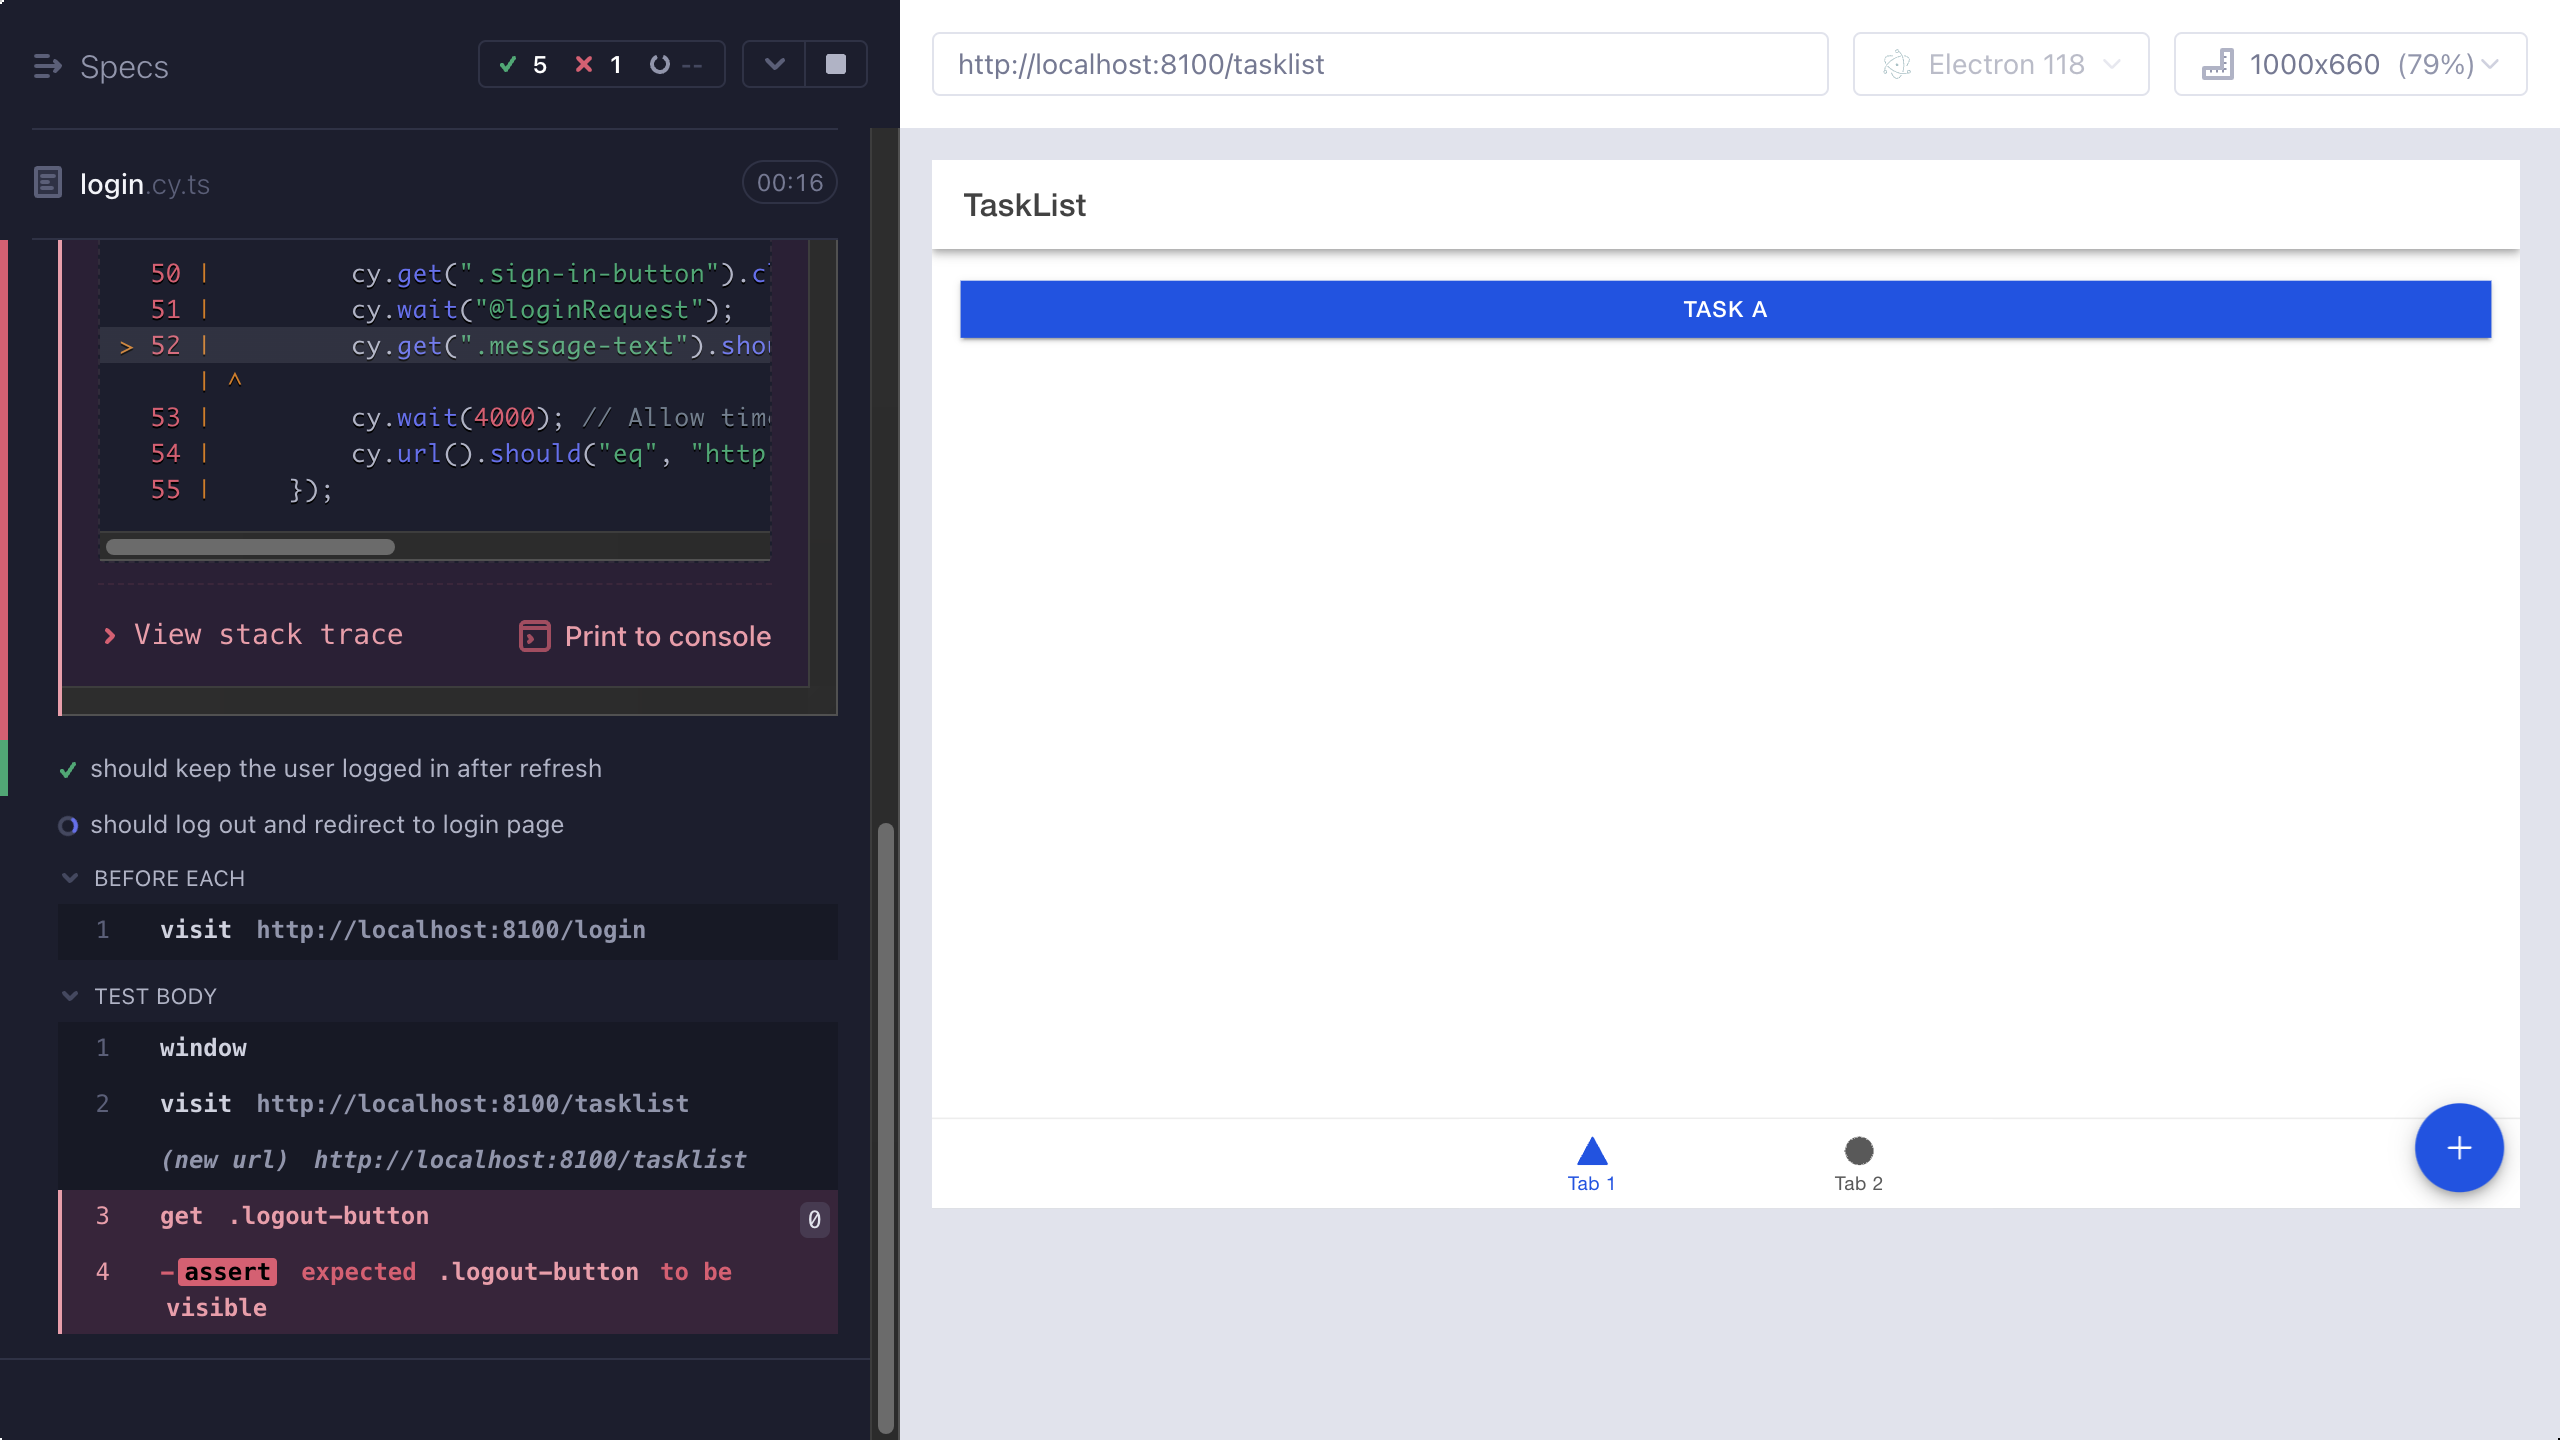 Specs
5 1 --
login.cy.ts 00:16
50 | cy.get(".sign-in-button").cl
51 | cy.wait("@loginRequest");
> 52 | cy.get(".message-text").shou
| ^
53 | cy.wait(4000); // Allow time
54 | cy.url().should("eq", "http
55 | });
View stack trace
Print to console
should keep the user logged in after refresh
should log out and redirect to login page
BEFORE EACH
1 visit http://localhost:8100/login
TEST BODY
1 window
2 visit http://localhost:8100/tasklist
(new url) http://localhost:8100/tasklist
3 get .logout-button 0
4 -assert expected .logout-button to be
visible
http://localhost:8100/tasklist
Electron 118
1000x660 (79%)
TaskList
TASK A
Tab 1
Tab 2